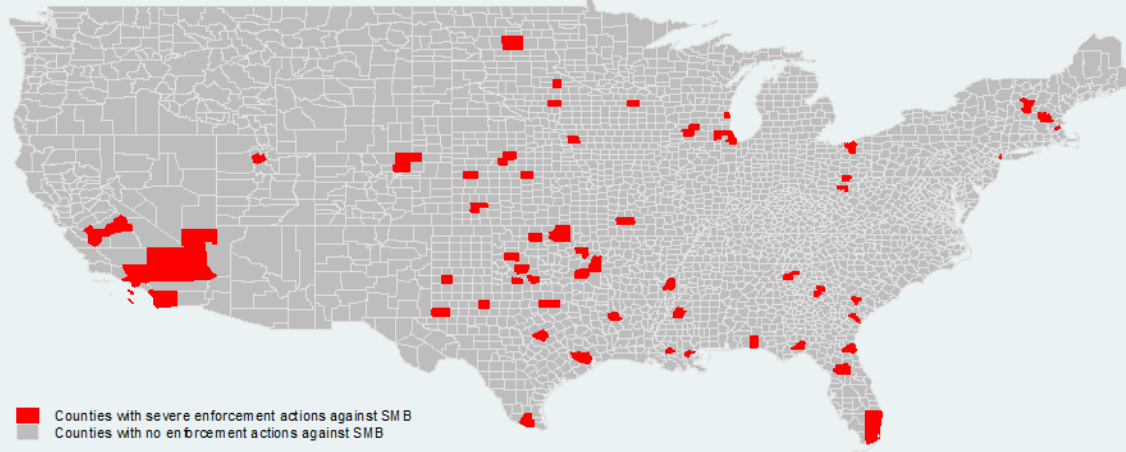 Counties with severe enforcement actions against SMB
Counties with no enforcement actions against SMB